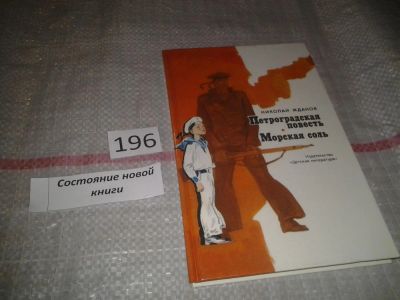 НИКОЛАЙ ЖДАНОВ
Петроградская
повесть
Морская соль
Издательство
«Детская литература»
196
Состояние новой
книги